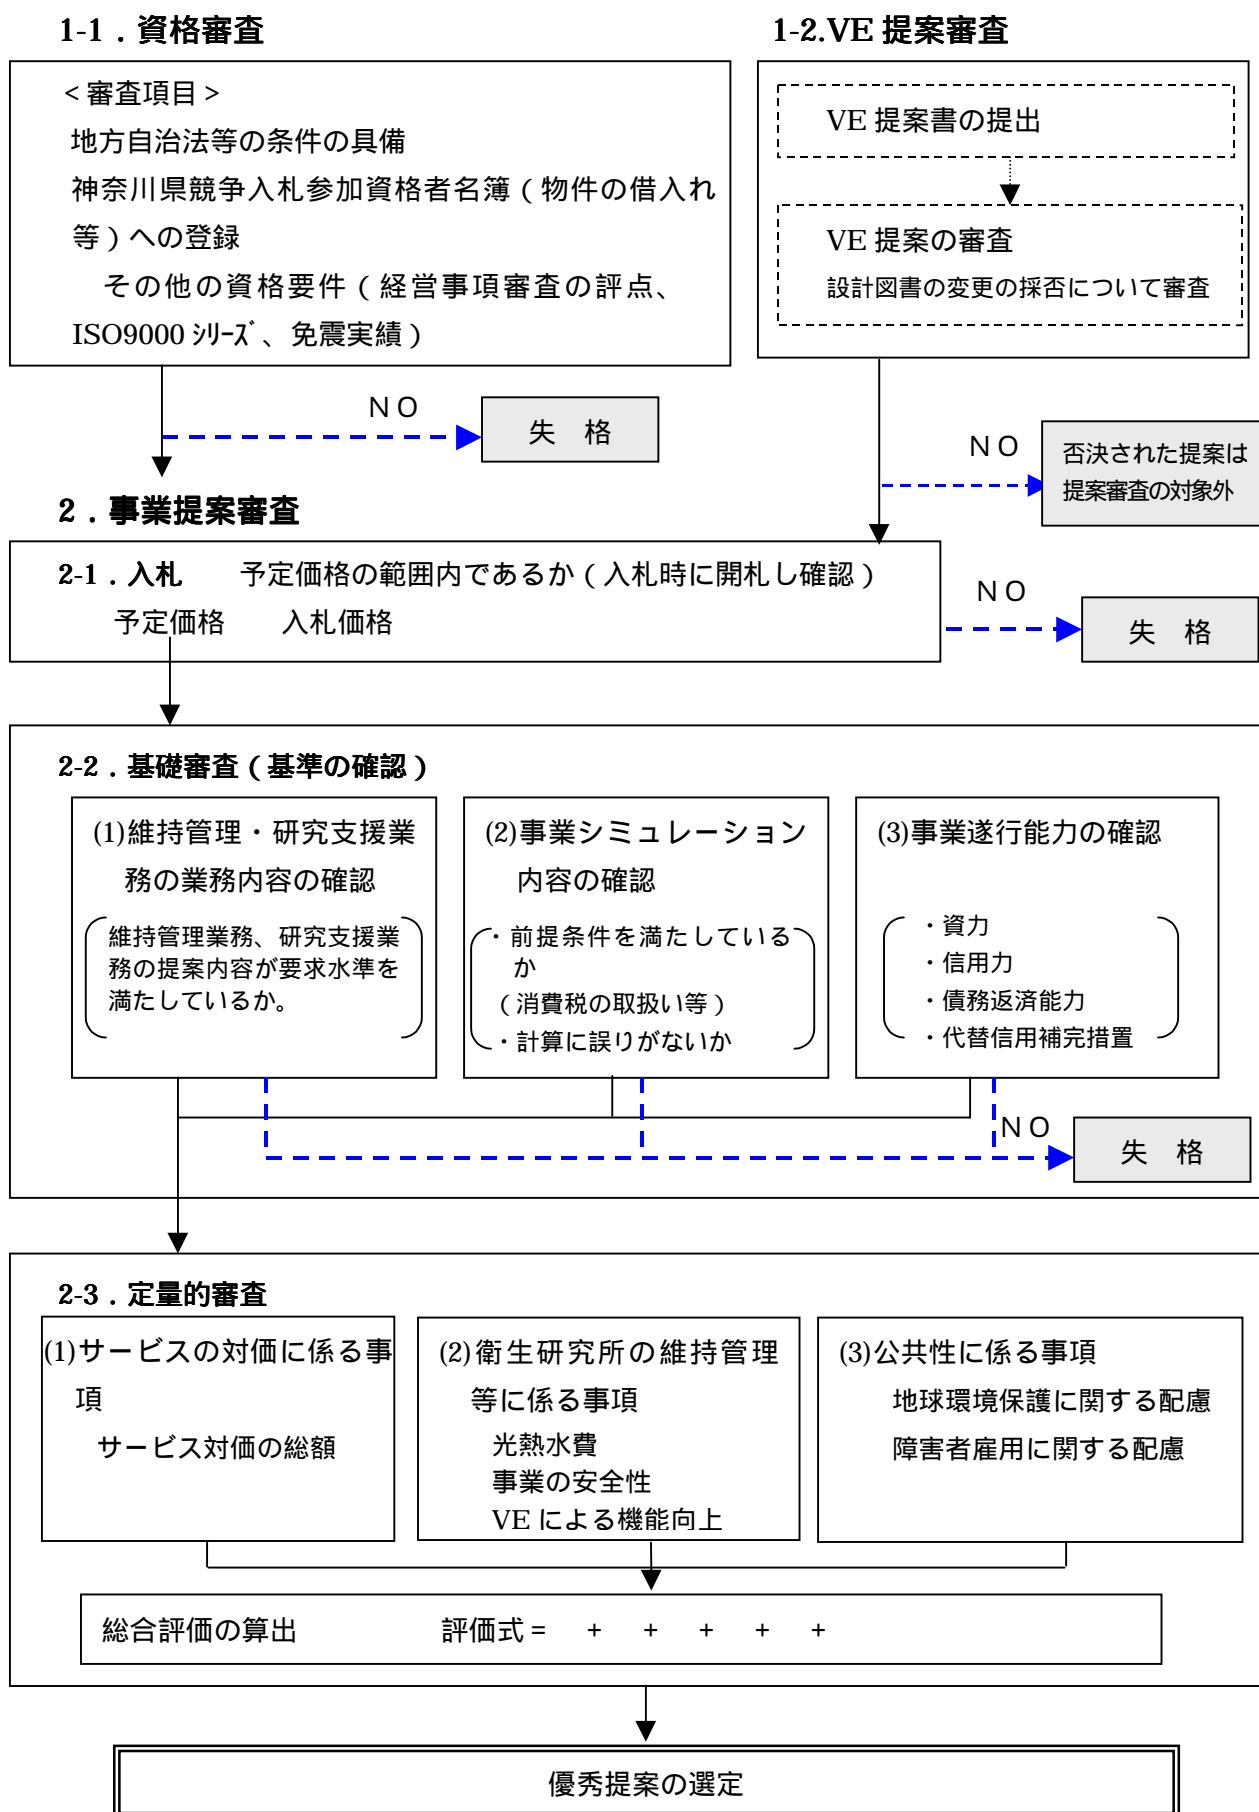 1-1．資格審査
＜審査項目＞
地方自治法等の条件の具備
神奈川県競争入札参加資格者名簿（物件の借入れ
等）への登録
その他の資格要件（経営事項審査の評点、
ISO9000 ｼﾘｰｽﾞ、免震実績）
ＮＯ
失　格
1-2.VE 提案審査
VE 提案書の提出
VE 提案の審査
設計図書の変更の採否について審査
ＮＯ
否決された提案は
提案審査の対象外
2．事業提案審査
2-1．入札　　予定価格の範囲内であるか（入札時に開札し確認）
予定価格　　入札価格
ＮＯ
失　格
2-2．基礎審査（基準の確認）
(1)維持管理・研究支援業
務の業務内容の確認
維持管理業務、研究支援業
務の提案内容が要求水準を
満たしているか。
(2)事業シミュレーション
内容の確認
・前提条件を満たしている
か
（消費税の取扱い等）
・計算に誤りがないか
(3)事業遂行能力の確認
・資力
・信用力
・債務返済能力
・代替信用補完措置
ＮＯ
失　格
2-3．定量的審査
(1)サービスの対価に係る事
項
サービス対価の総額
(2)衛生研究所の維持管理
等に係る事項
光熱水費
事業の安全性
VE による機能向上
(3)公共性に係る事項
地球環境保護に関する配慮
障害者雇用に関する配慮
総合評価の算出　　　　評価式＝　＋　＋　＋　＋　＋
優秀提案の選定